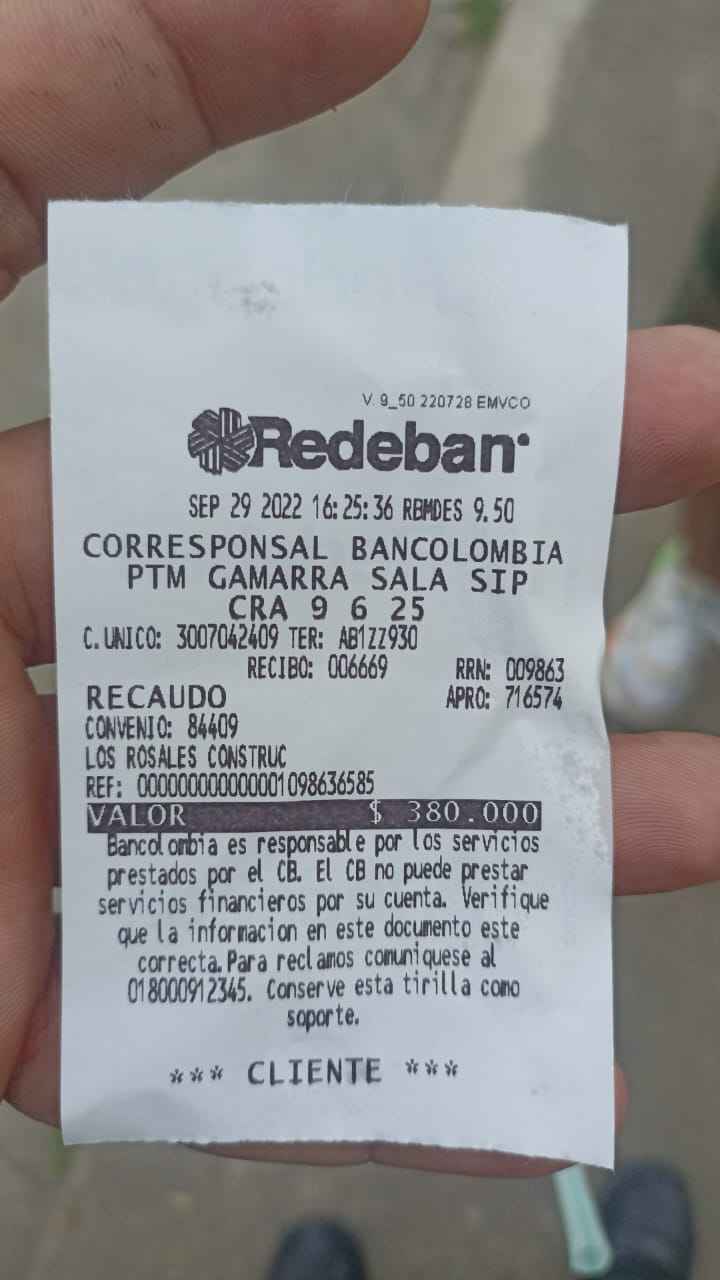 V. 9_50 220728 EMVCO
Redeban
SEP 29 2022 16:25:36 RBMDES 9.50
CORRESPONSAL BANCOLOMBIA
PTM GAMARRA SALA SIP
CRA 9 6 25
C. UNICO: 3007042409 TER: AB1ZZ930
RECIBO: 006669 RRN: 009863
RECAUDO APRO: 716574
CONVENIO: 84409
LOS ROSALES CONSTRUC
REF: 00000000000001098636585
VALOR $ 380.000
Bancolombia es responsable por los servicios
prestados por el CB. El CB no puede prestar
servicios financieros por su cuenta. Verifique
que la informacion en este documento este
correcta. Para reclamos comuniquese al
018000912345. Conserve esta tirilla como
soporte.
*** CLIENTE ***